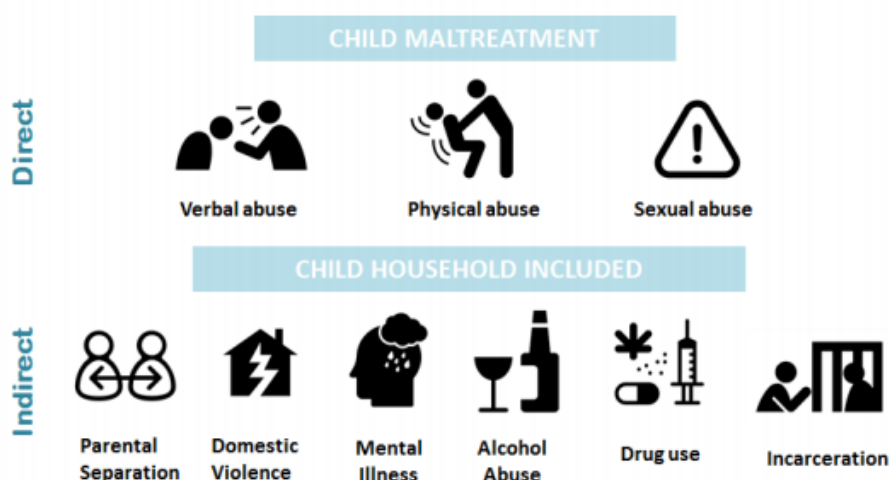 CHILD MALTREATMENT
Direct
Verbal abuse
Physical abuse
Sexual abuse
CHILD HOUSEHOLD INCLUDED
Indirect
Parental
Separation
Domestic
Violence
Mental
Illness
Alcohol
Abuse
Drug use
Incarceration